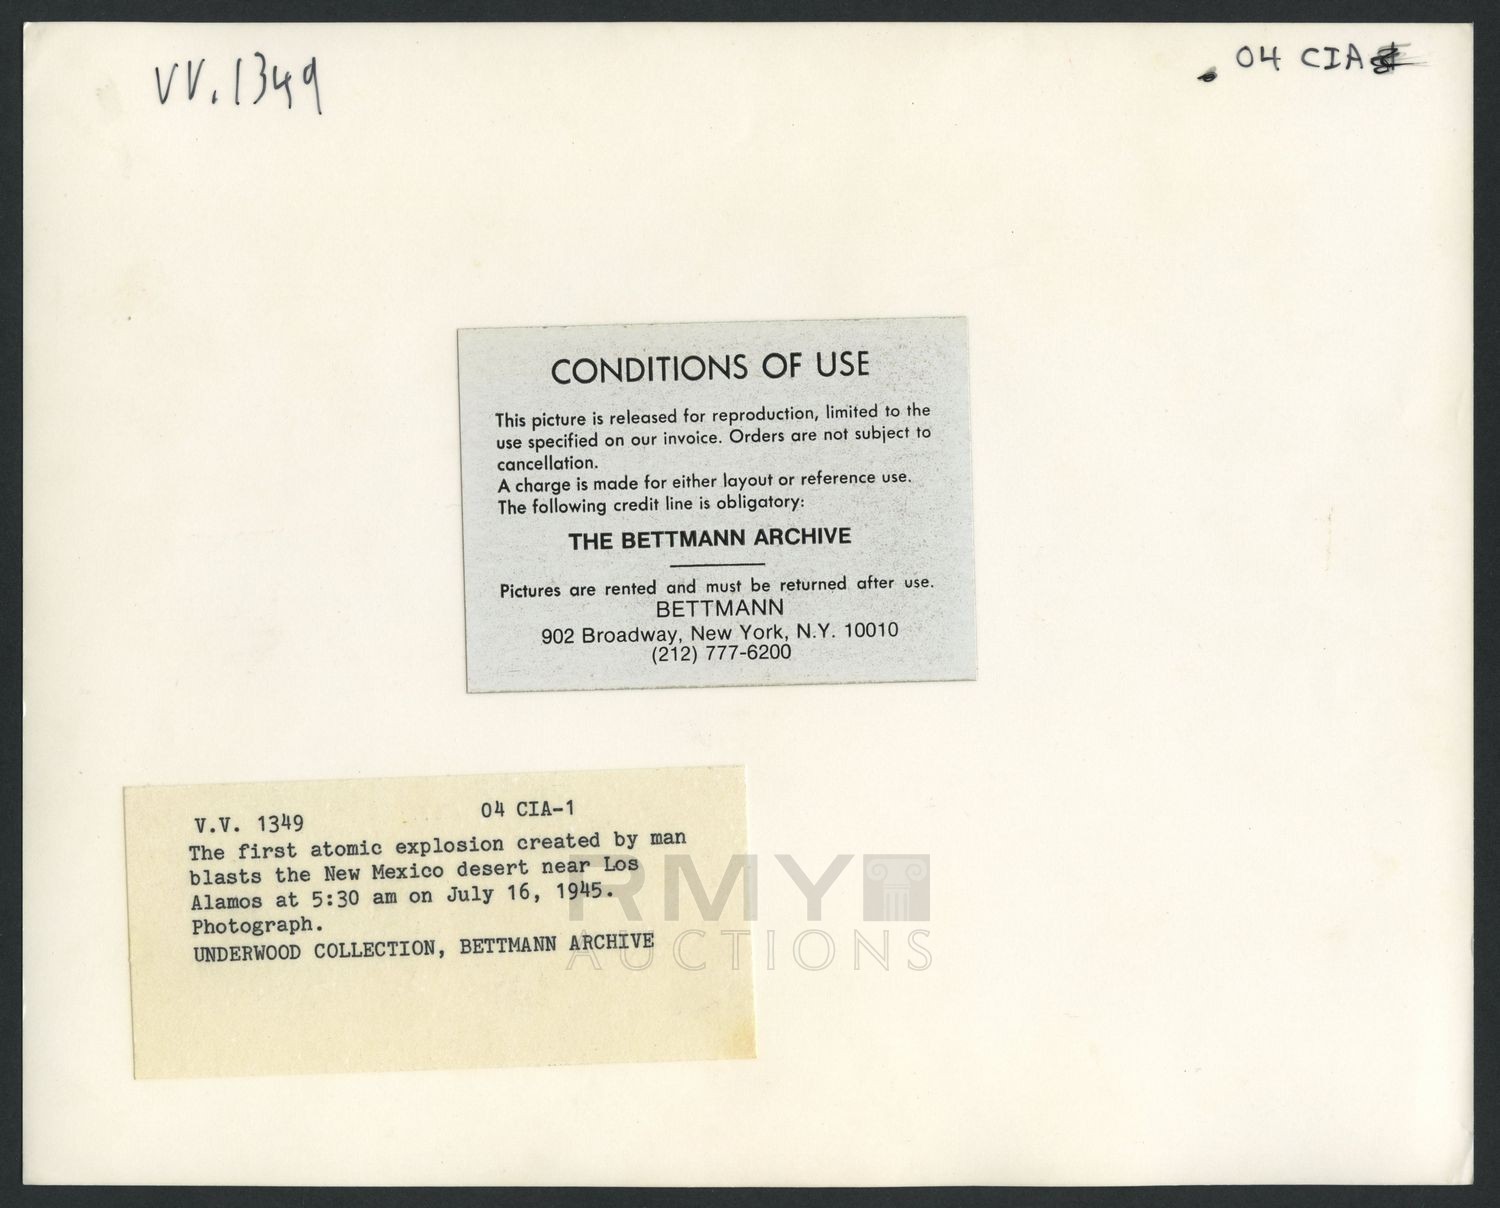 VV.1349
04 CIA
CONDITIONS OF USE
This picture is released for reproduction, limited to the
use specified on our invoice. Orders are not subject to
cancellation.
A charge is made for either layout or reference use.
The following credit line is obligatory:
THE BETTMANN ARCHIVE
Pictures are rented and must be returned after use.
BETTMANN
902 Broadway, New York, N.Y. 10010
(212) 777-6200
V.V. 1349 04 CIA-1
The first atomic explosion created by man
blasts the New Mexico desert near Los
Alamos at 5:30 am on July 16, 1945.
Photograph.
UNDERWOOD COLLECTION, BETTMANN ARCHIVE
RMY
AUCTIONS